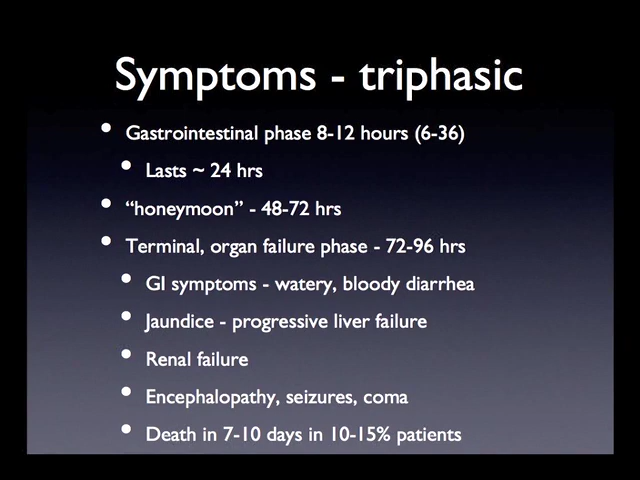 Symptoms - triphasic
• Gastrointestinal phase 8-12 hours (6-36)
• Lasts ~ 24 hrs
• “honeymoon” - 48-72 hrs
• Terminal, organ failure phase - 72-96 hrs
• GI symptoms - watery, bloody diarrhea
• Jaundice - progressive liver failure
• Renal failure
• Encephalopathy, seizures, coma
• Death in 7-10 days in 10-15% patients